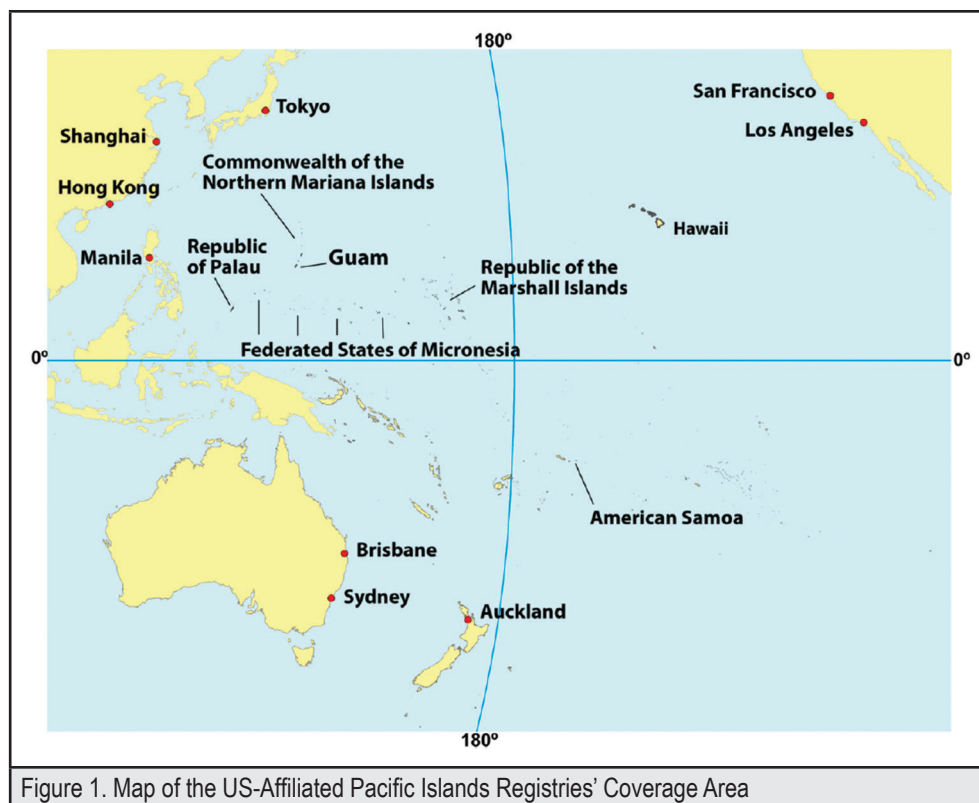 180º
San Francisco
Tokyo
Los Angeles
Shanghai
Commonwealth of the
Northern Mariana Islands
Hong Kong
Hawaii
Republic
of Palau
Manila
Guam
Republic of the
Marshall Islands
Federated States of Micronesia
0º
0º
American Samoa
Brisbane
Sydney
Auckland
180º
Figure 1. Map of the US-Affiliated Pacific Islands Registries’ Coverage Area